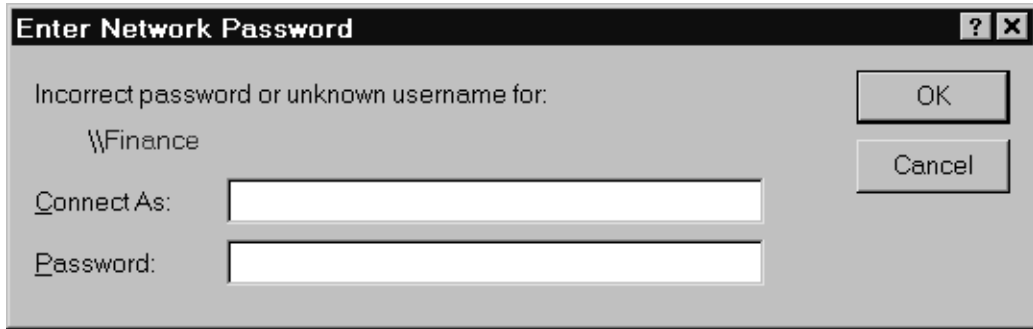 Enter Network Password
Incorrect password or unknown username for:
\\Finance
Connect As:
Password:
OK
Cancel